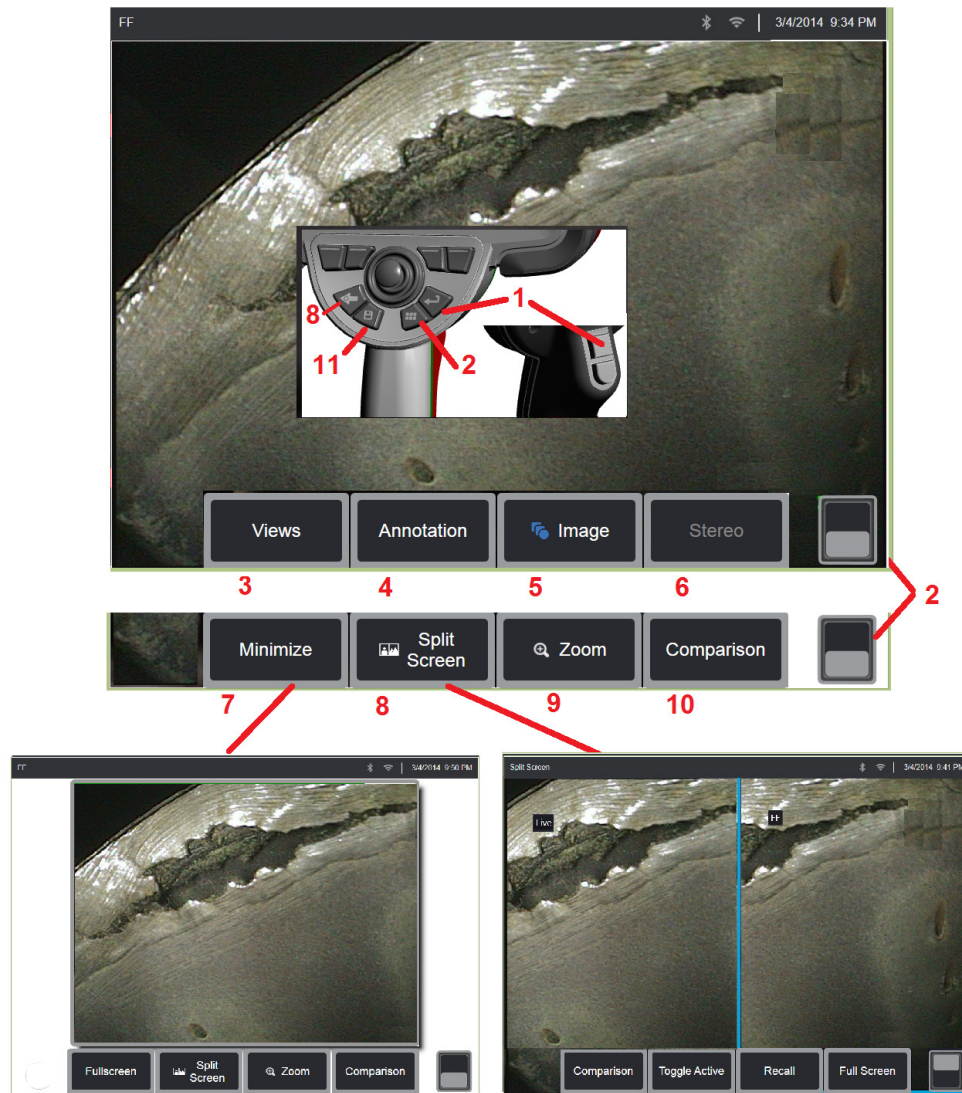 FF
3/4/2014 9:34 PM
1
8
11
2
Views
Annotation
Image
Stereo
3
4
5
6
2
Minimize
Split
Screen
Zoom
Comparison
7
8
9
10
FF
3/4/2014 9:50 PM
Fullscreen
Split
Screen
Zoom
Comparison
Split Screen
3/4/2014 9:41 PM
Live
FF
Comparison
Toggle Active
Recall
Full Screen